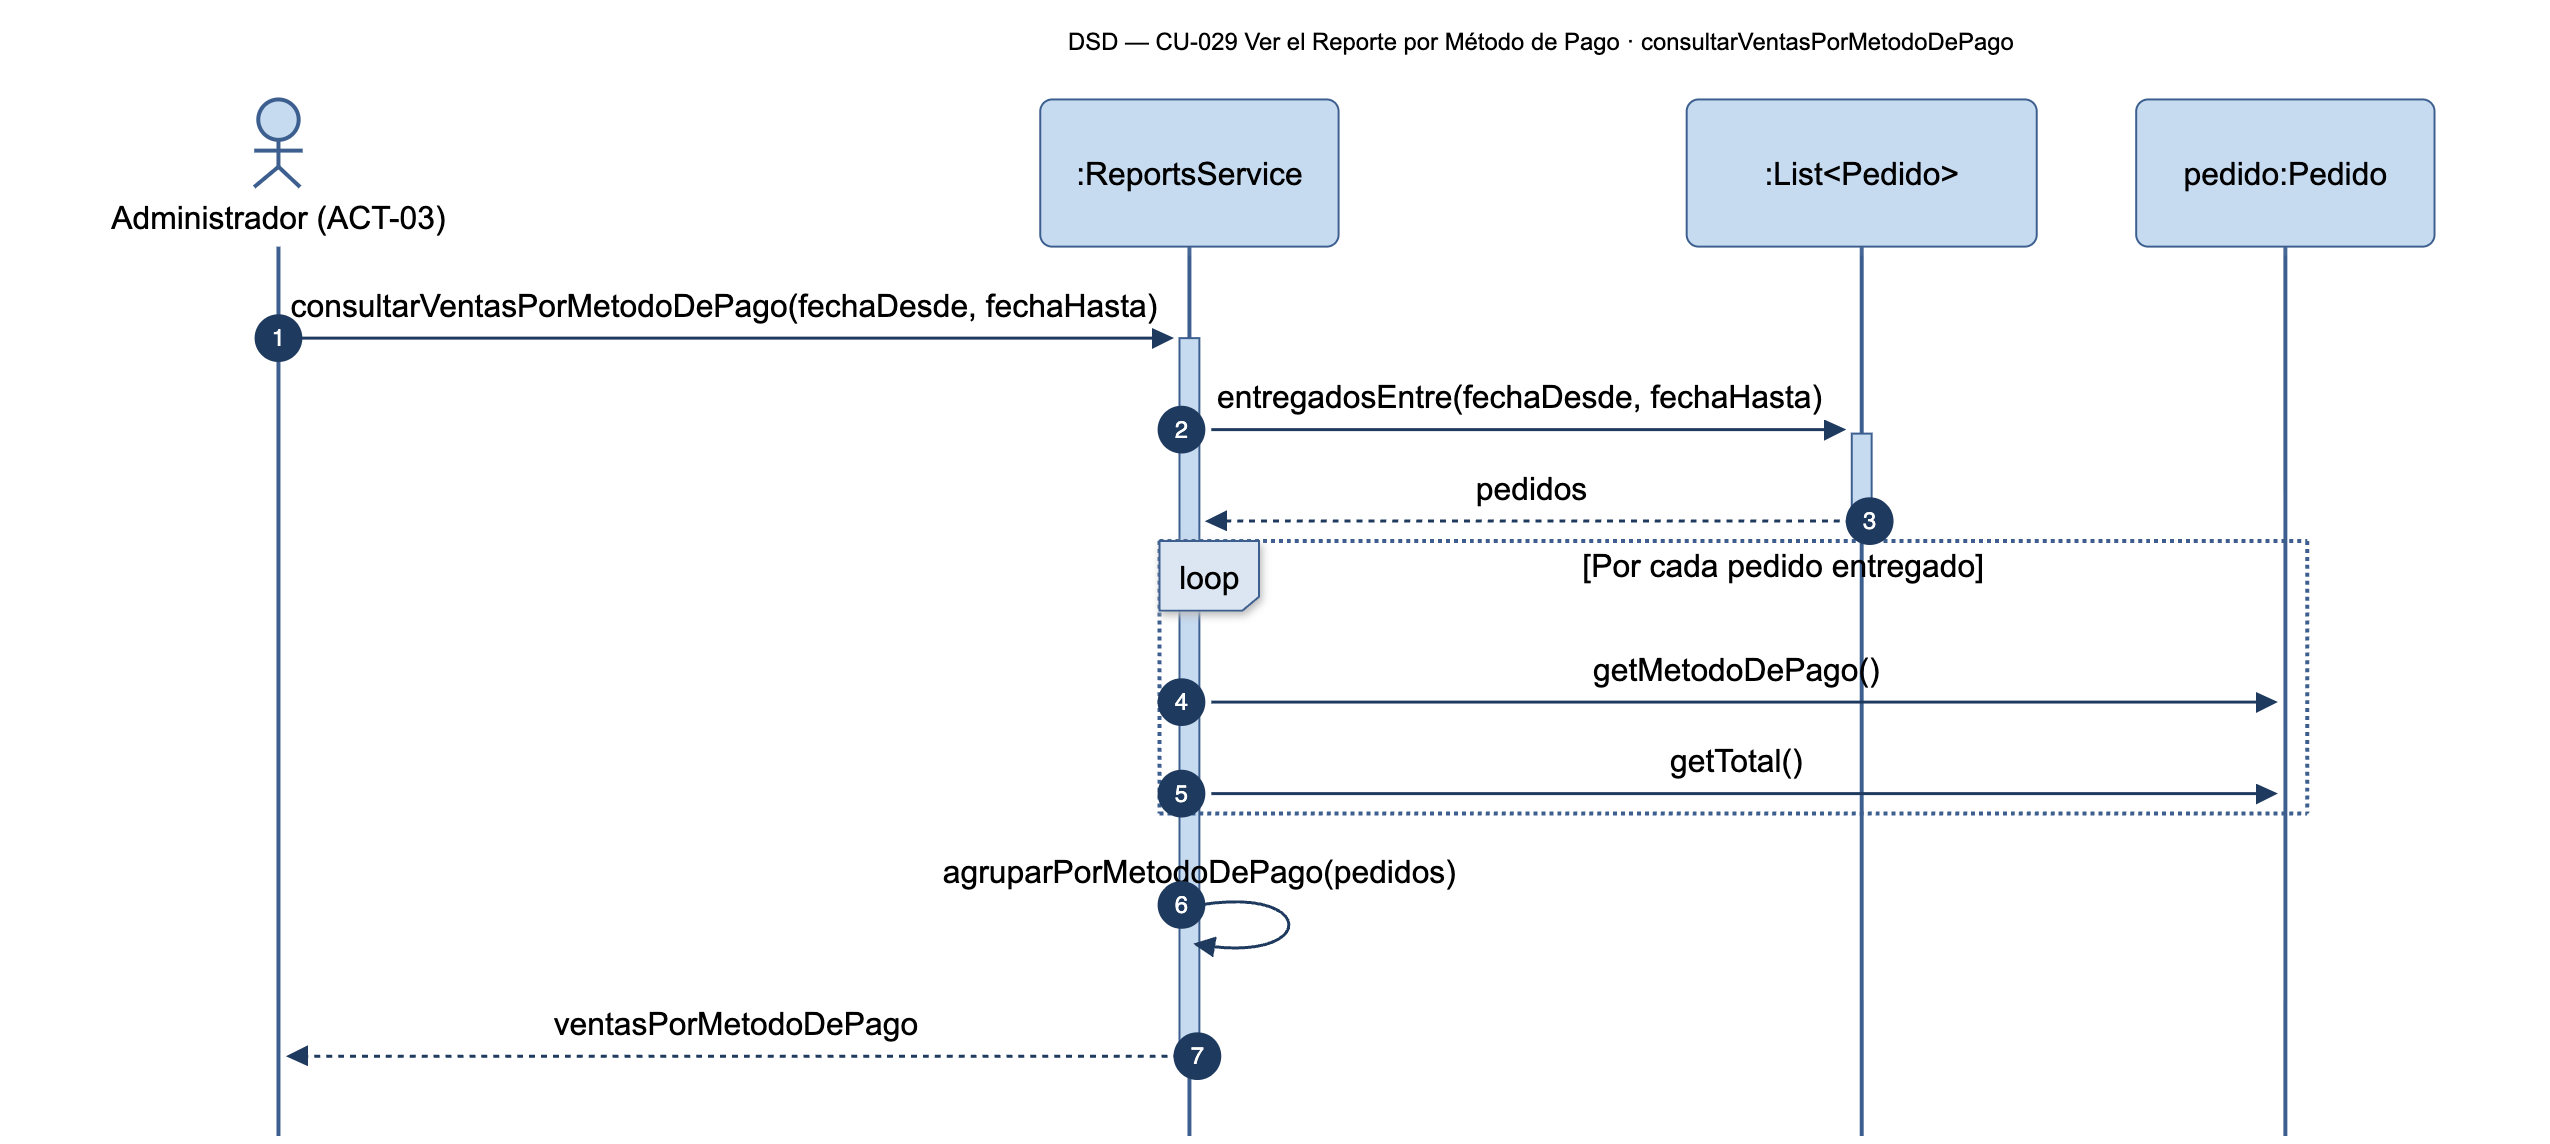 DSD — CU-029 Ver el Reporte por Método de Pago · consultarVentasPorMetodoDePago
Administrador (ACT-03)
:ReportsService
:List<Pedido>
pedido:Pedido
consultarVentasPorMetodoDePago(fechaDesde, fechaHasta)
1
entregadosEntre(fechaDesde, fechaHasta)
2
pedidos
3
loop
[Por cada pedido entregado]
getMetodoDePago()
4
getTotal()
5
agruparPorMetodoDePago(pedidos)
6
ventasPorMetodoDePago
7